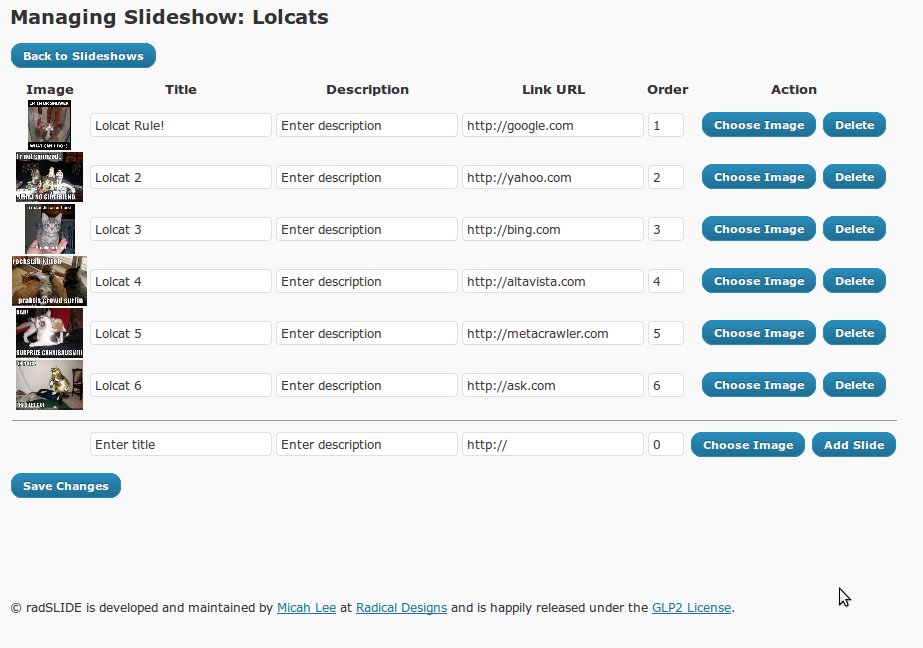 Managing Slideshow: Lolcats
Back to Slideshows
Image Title Description Link URL Order Action
Lolcat Rule! Enter description http://google.com 1 Choose Image Delete
Lolcat 2 Enter description http://yahoo.com 2 Choose Image Delete
Lolcat 3 Enter description http://bing.com 3 Choose Image Delete
rockstah kitteh
Lolcat 4 Enter description http://altavista.com 4 Choose Image Delete
praktis crowd surfin
Lolcat 5 Enter description http://metacrawler.com 5 Choose Image Delete
SURPRIZE CANNIBALISM!!!!
Lolcat 6 Enter description http://ask.com 6 Choose Image Delete
Enter title Enter description http:// 0 Choose Image Add Slide
Save Changes
© radSLIDE is developed and maintained by Micah Lee at Radical Designs and is happily released under the GLP2 License.